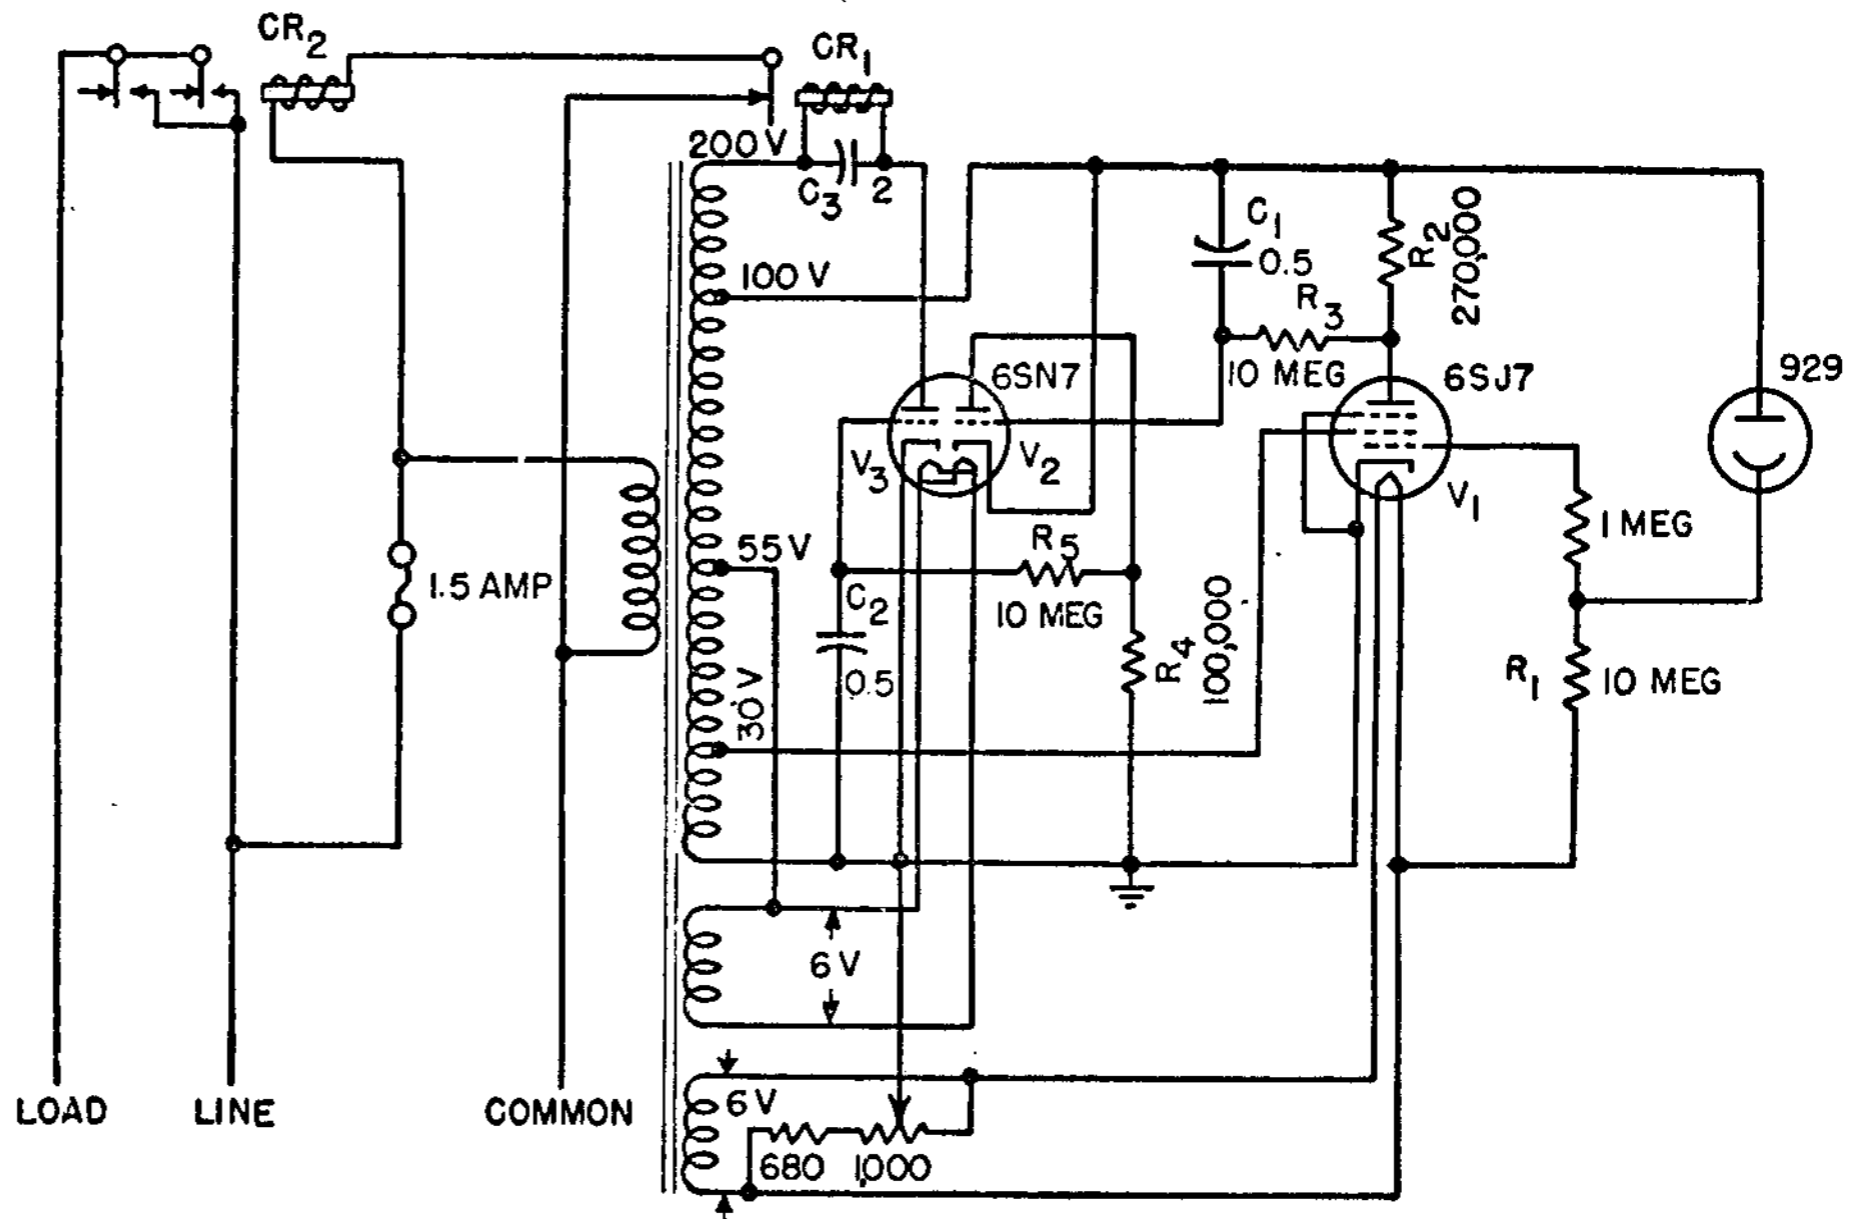 CR2
CR1
200 V
C3 2
100 V
C1
0.5
R2
270,000
R3
10 MEG
6SN7
6SJ7
929
V3
V2
V1
55 V
R5
10 MEG
1 MEG
1.5 AMP
C2
0.5
30 V
R4
100,000
R1 10 MEG
6 V
6 V
680 1,000
LOAD LINE COMMON